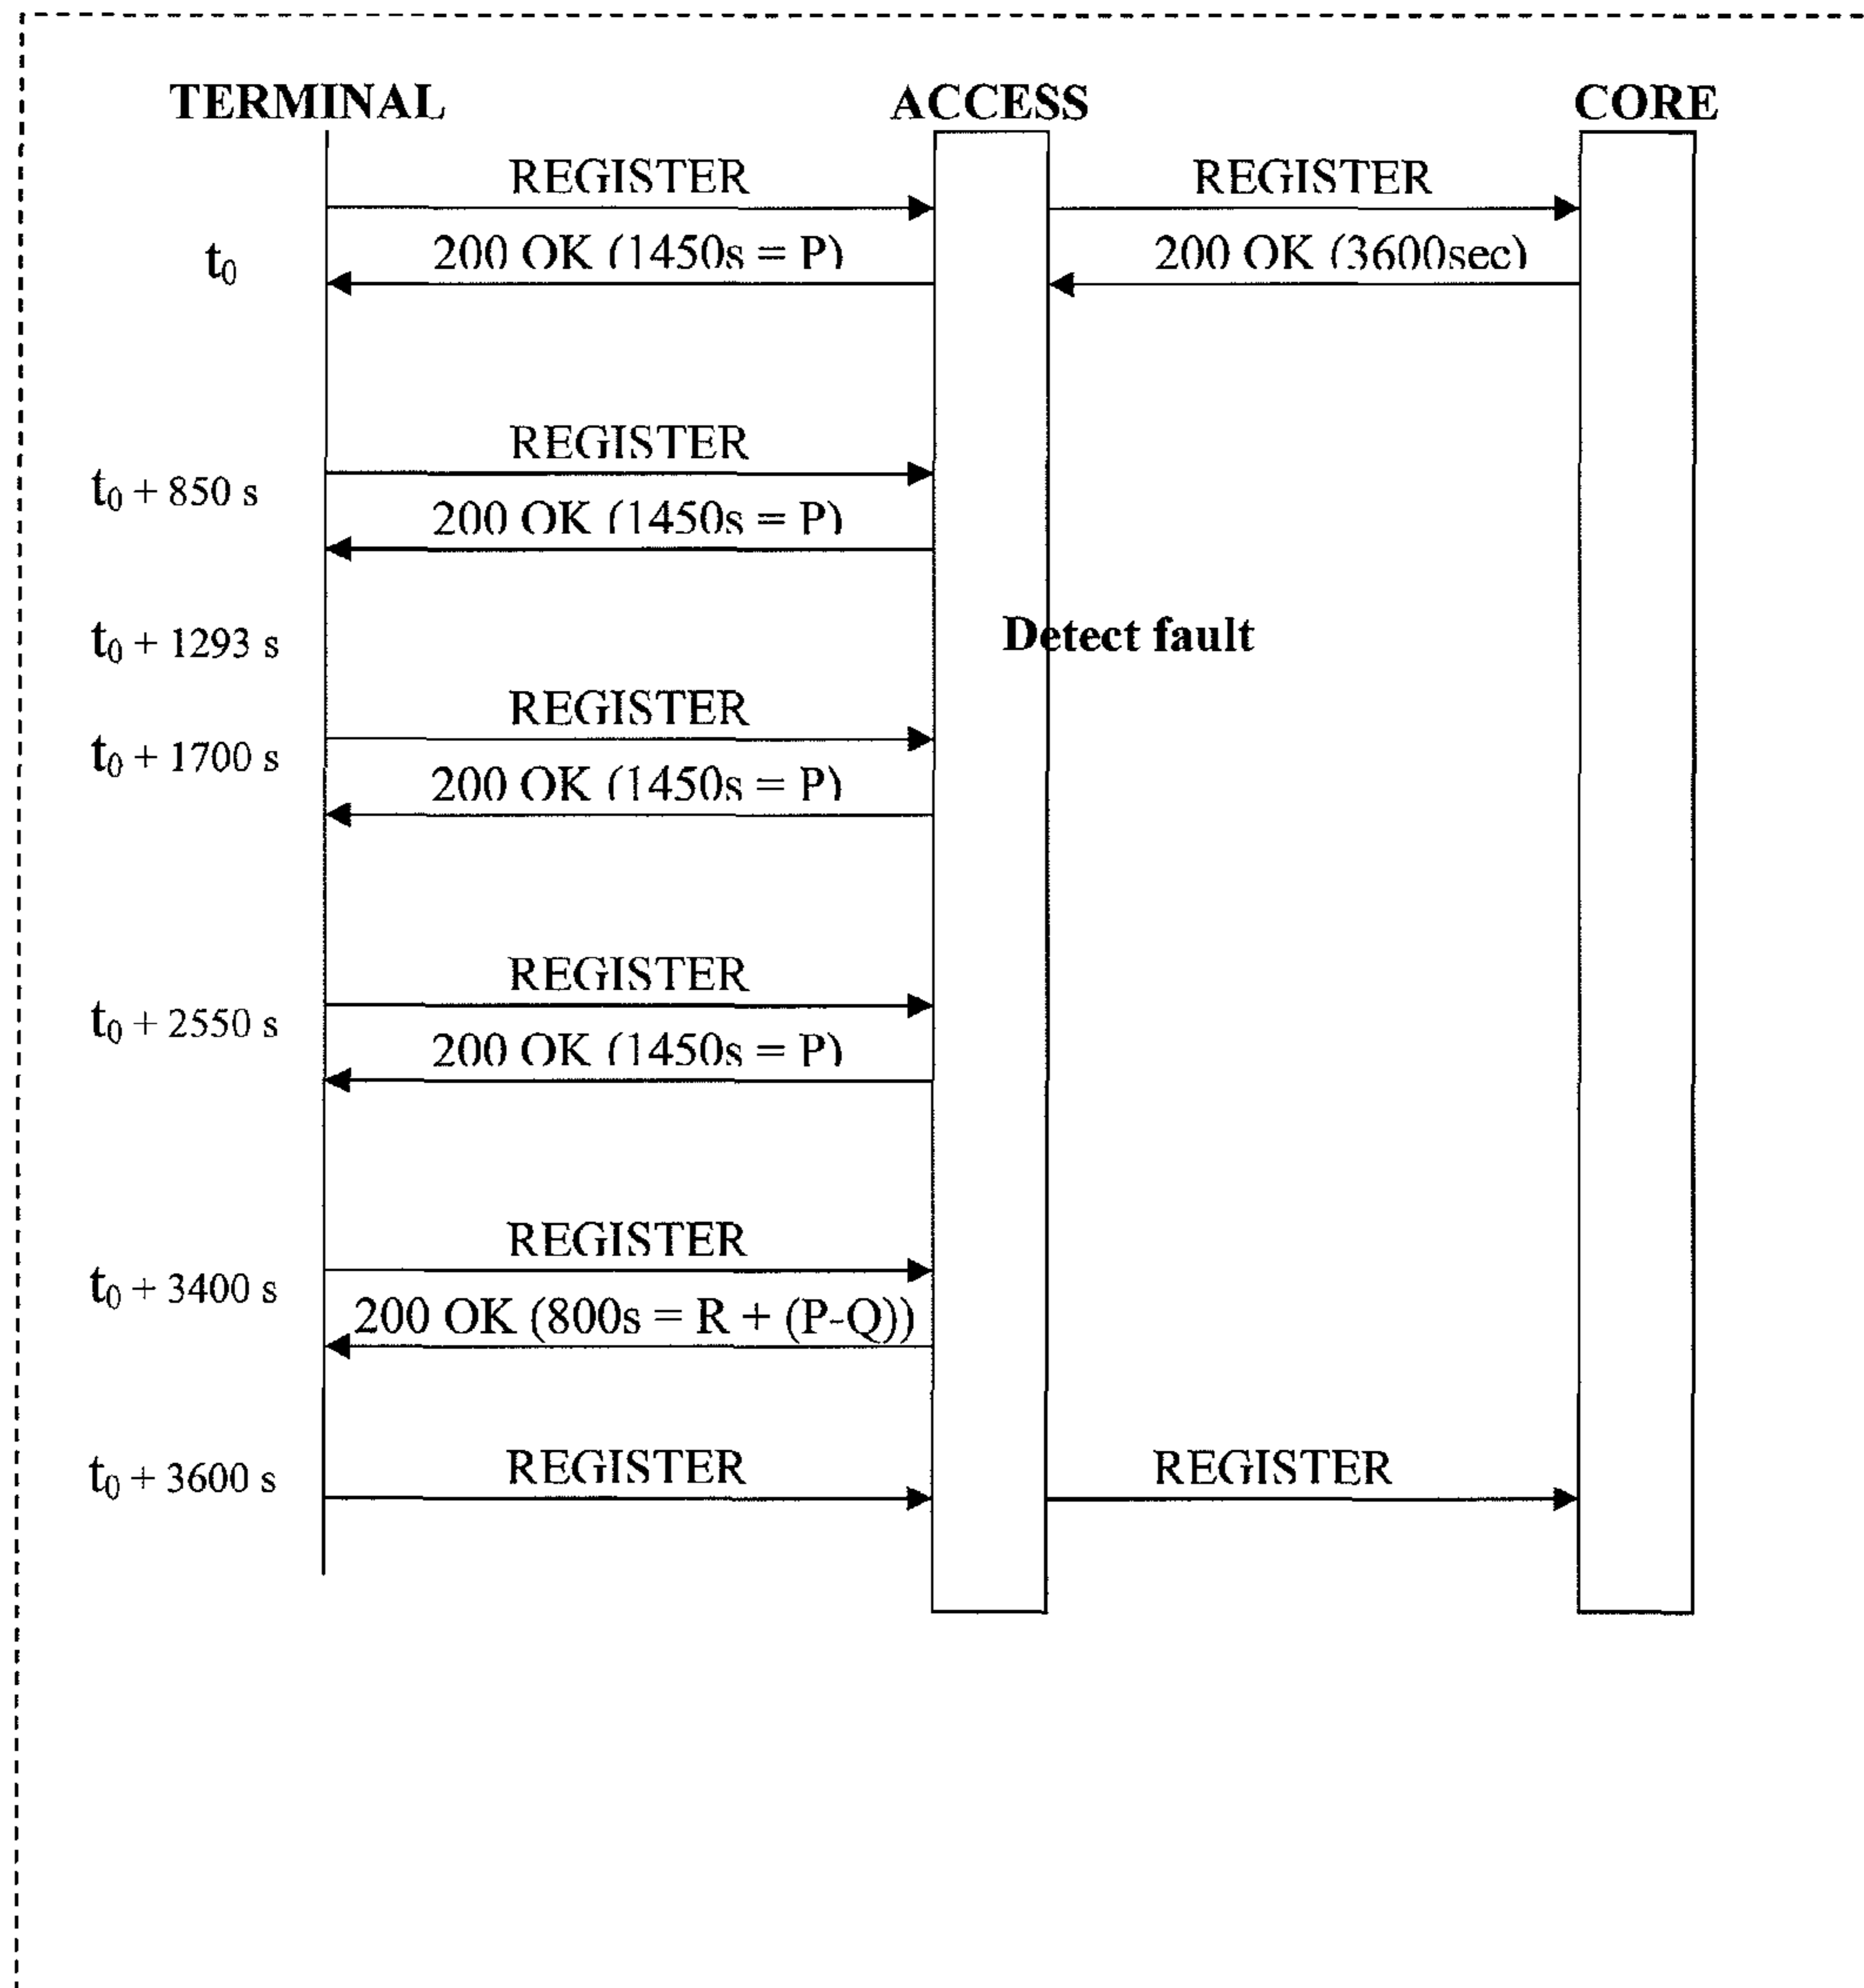 TERMINAL ACCESS CORE
REGISTER REGISTER
t₀ 200 OK (1450s = P) 200 OK (3600sec)
REGISTER
t₀ + 850 s
200 OK (1450s = P)
t₀ + 1293 s Detect fault
REGISTER
t₀ + 1700 s
200 OK (1450s = P)
REGISTER
t₀ + 2550 s
200 OK (1450s = P)
REGISTER
t₀ + 3400 s
200 OK (800s = R + (P-Q))
t₀ + 3600 s REGISTER REGISTER